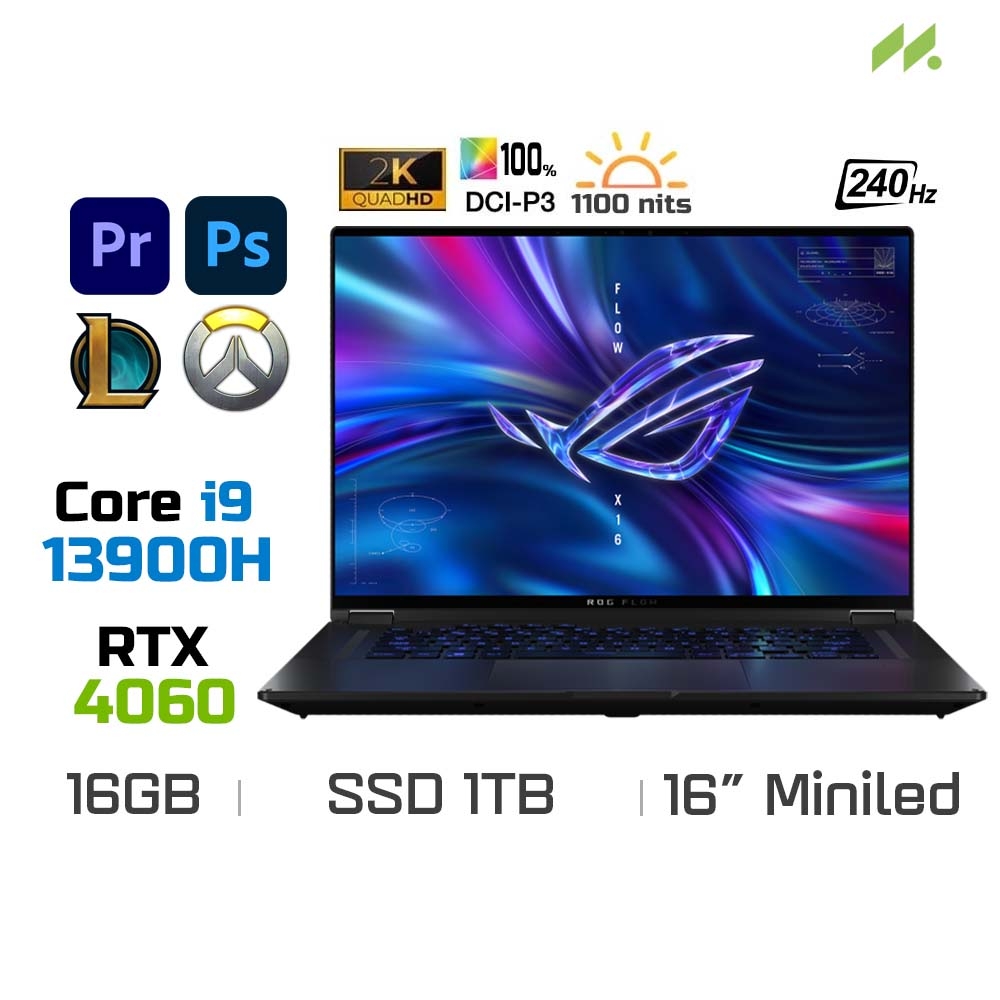 2K
QUADHD
100%
DCI-P3
1100 nits
240Hz
Pr
Ps
FLOW
X16
Core i9
13900H
ROG FLOW
RTX
4060
16GB | SSD 1TB | 16” Miniled